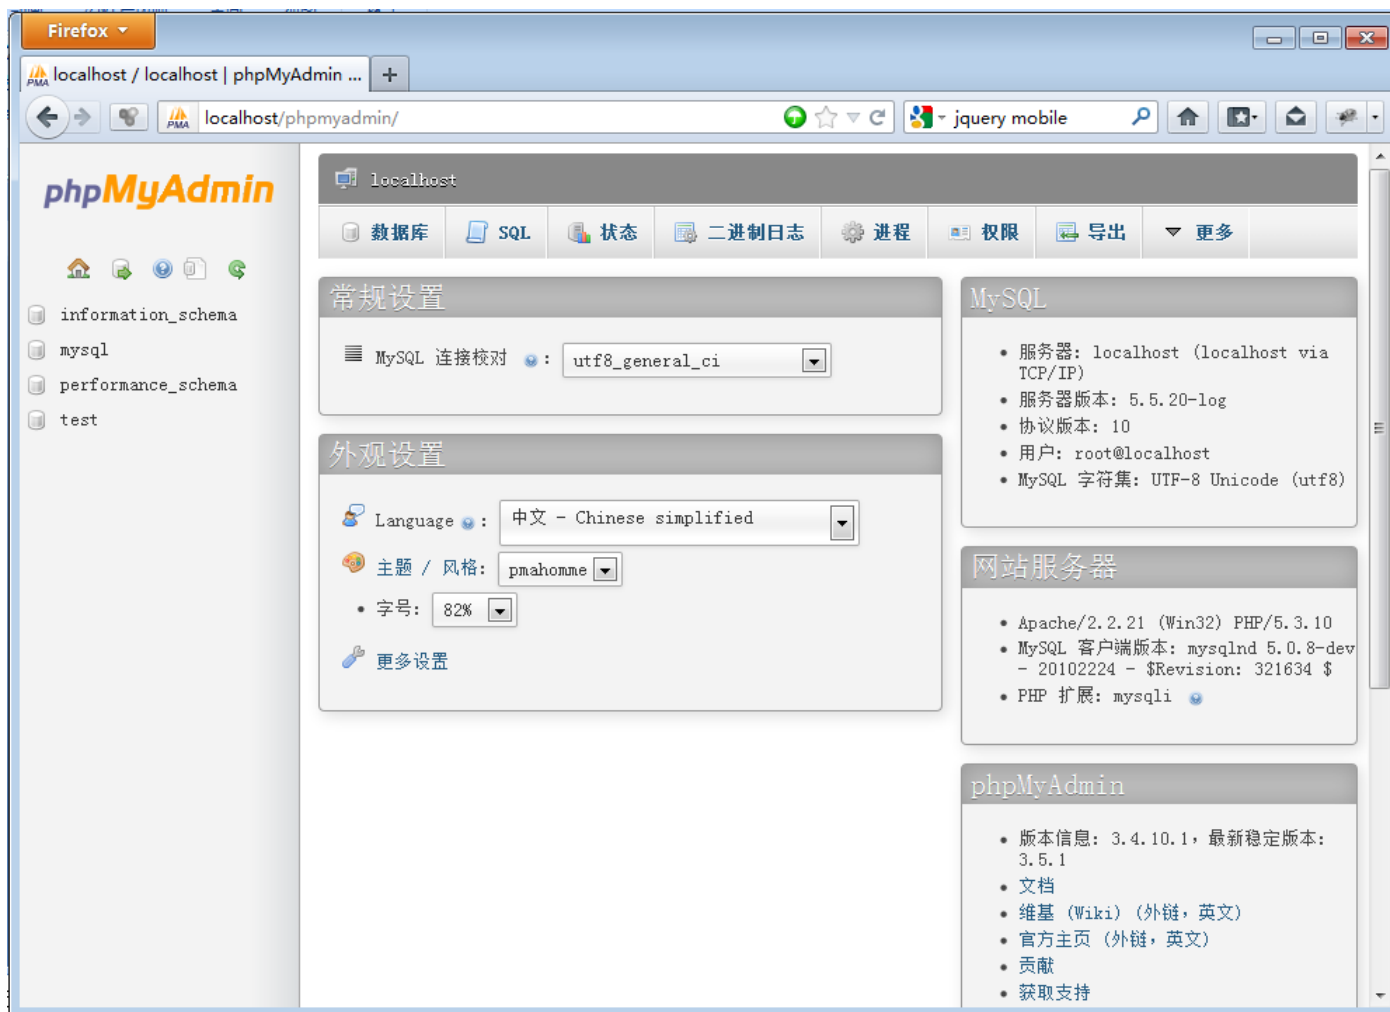 Firefox
localhost / localhost | phpMyAdmin ...
localhost/phpmyadmin/
jquery mobile
phpMyAdmin
information_schema
mysql
performance_schema
test
localhost
数据库 SQL 状态 二进制日志 进程 权限 导出 更多
常规设置
MySQL 连接校对 : utf8_general_ci
外观设置
Language : 中文 - Chinese simplified
主题 / 风格: pmahomme
• 字号: 82%
更多设置
MySQL
• 服务器: localhost (localhost via
TCP/IP)
• 服务器版本: 5.5.20-log
• 协议版本: 10
• 用户: root@localhost
• MySQL 字符集: UTF-8 Unicode (utf8)
网站服务器
• Apache/2.2.21 (Win32) PHP/5.3.10
• MySQL 客户端版本: mysqlnd 5.0.8-dev
- 20102224 - $Revision: 321634 $
• PHP 扩展: mysqli
phpMyAdmin
• 版本信息: 3.4.10.1，最新稳定版本:
3.5.1
• 文档
• 维基 (Wiki) (外链，英文)
• 官方主页 (外链，英文)
• 贡献
• 获取支持